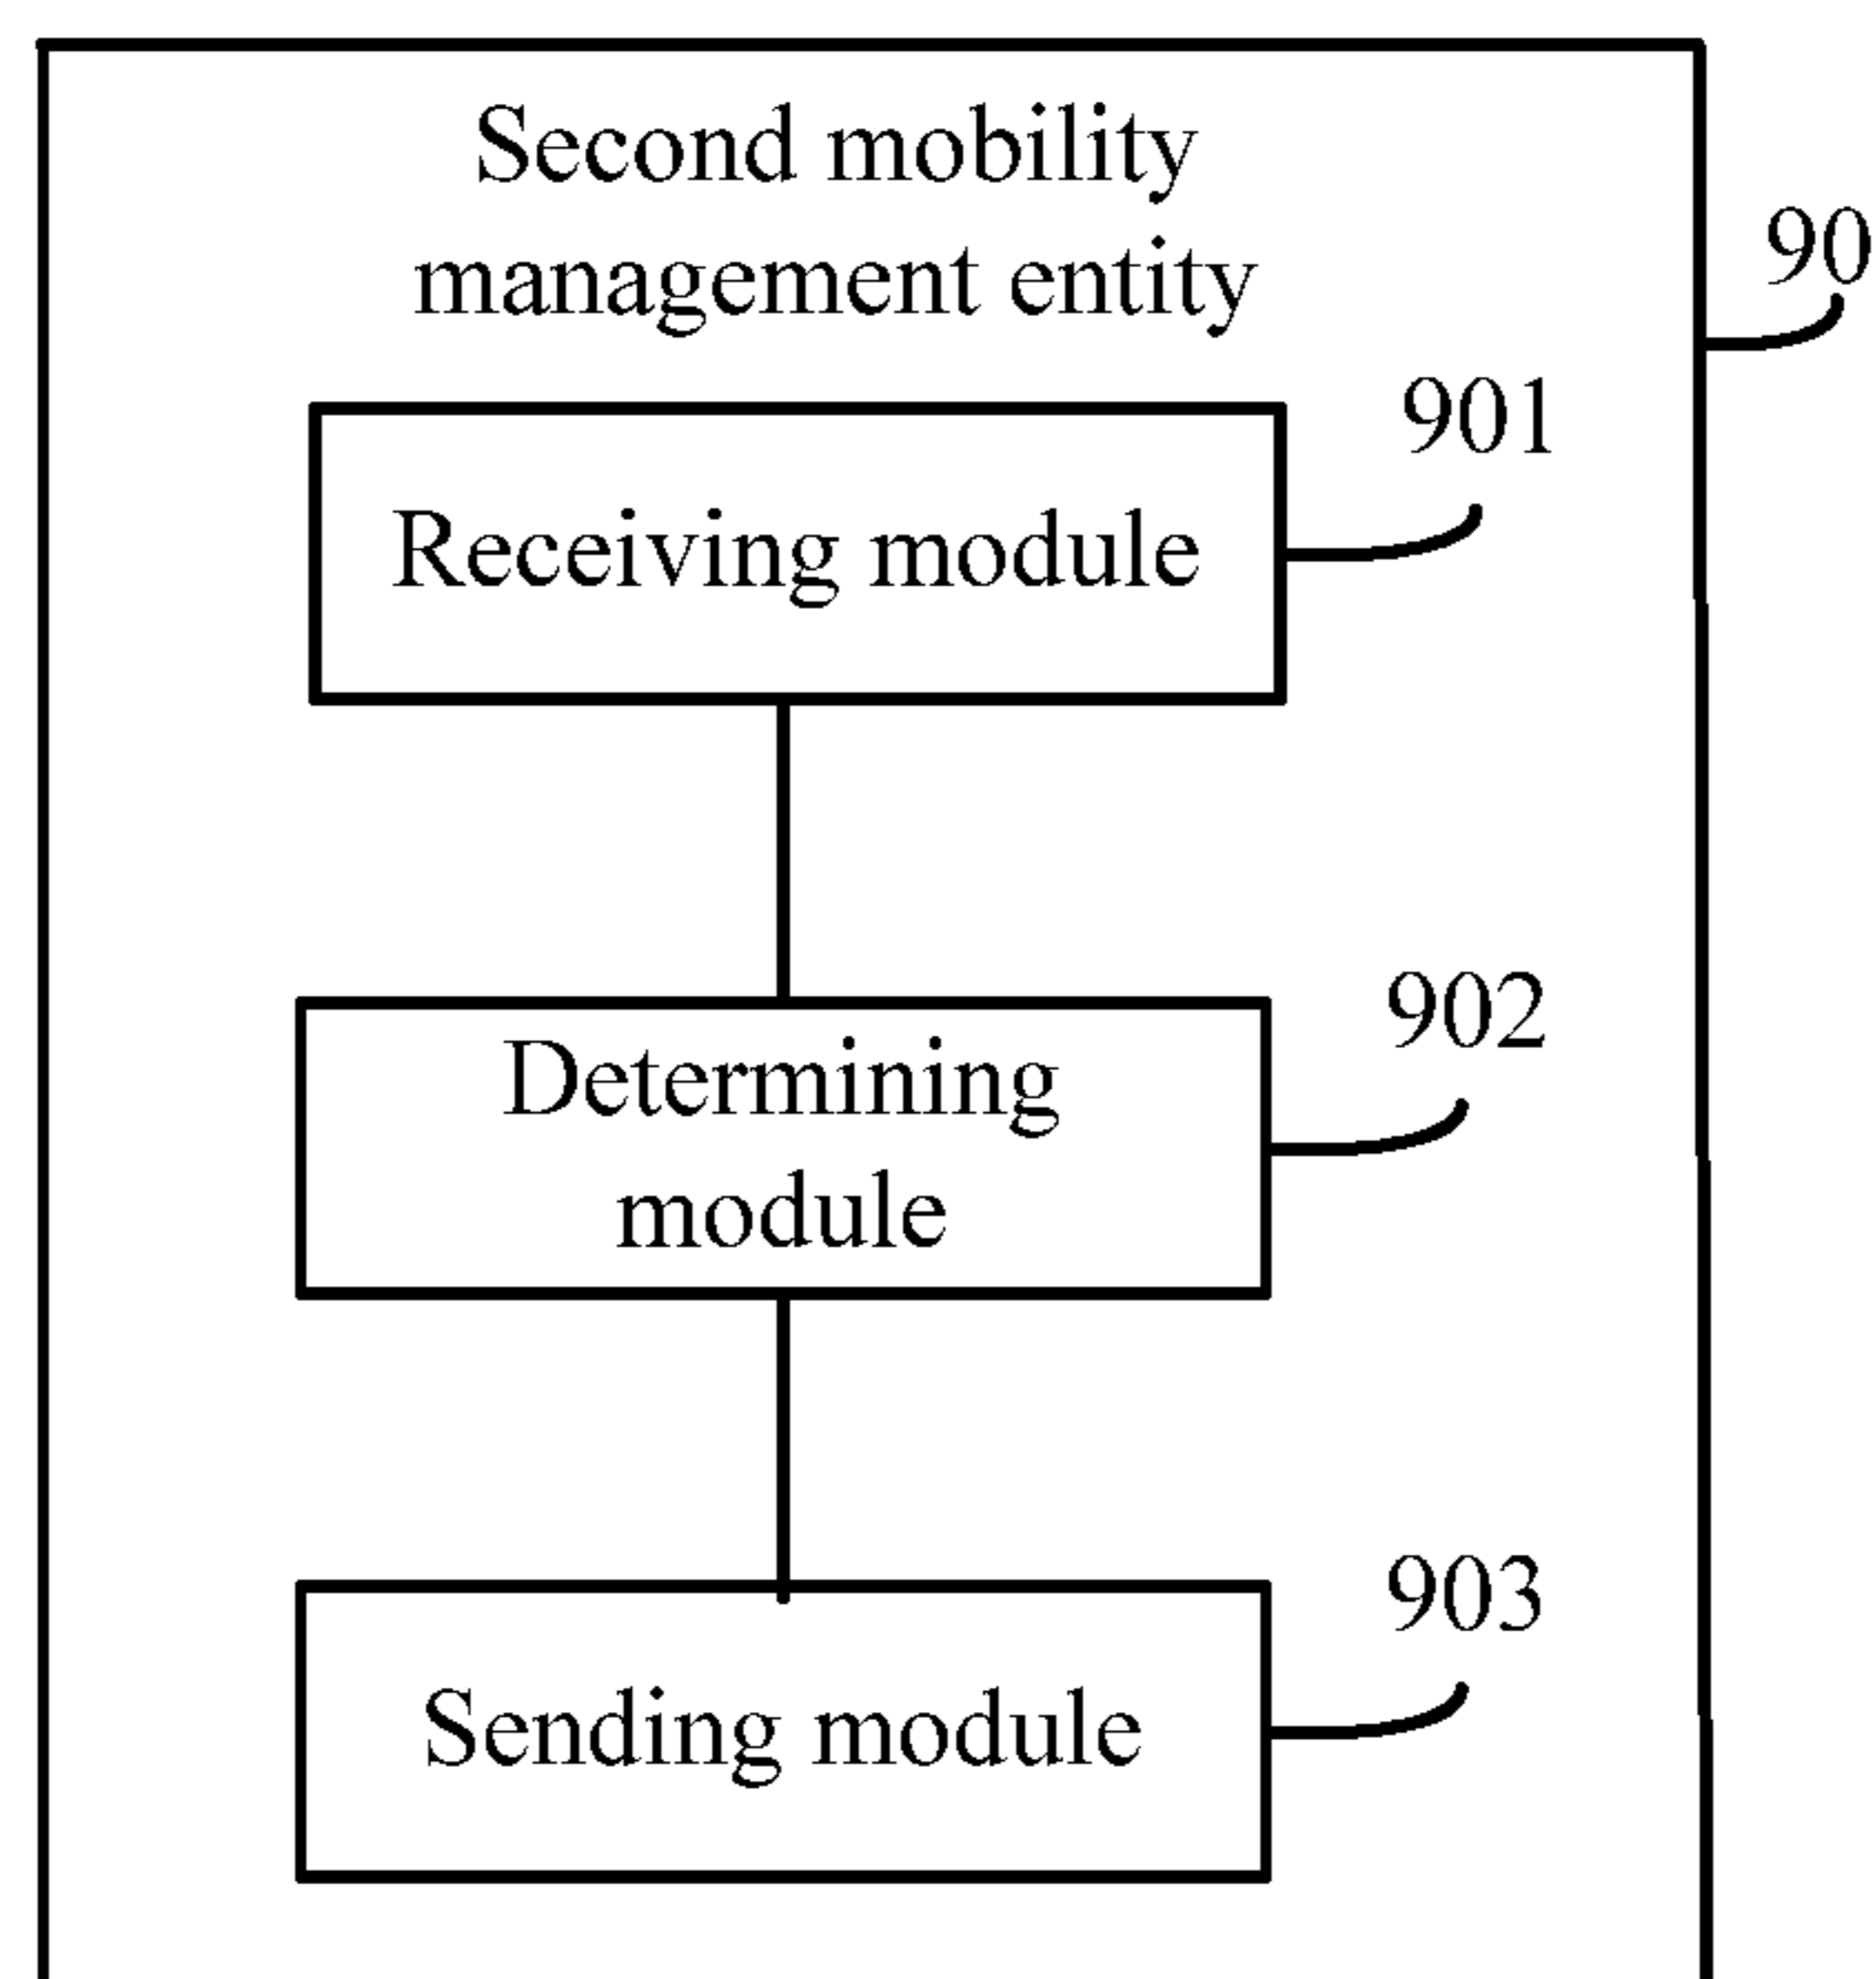 Second mobility
management entity
90
901
Receiving module
902
Determining
module
903
Sending module